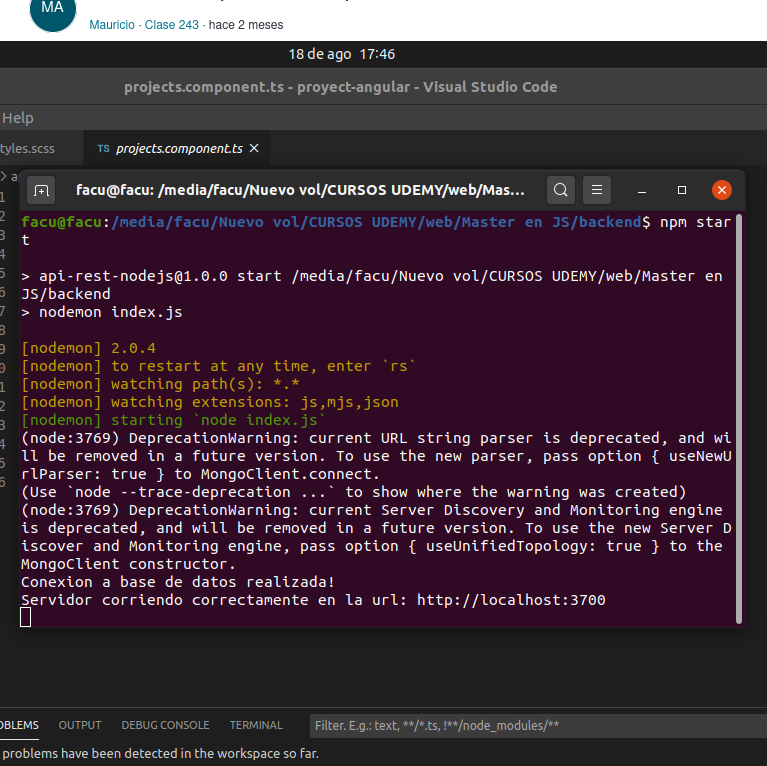 MA
Mauricio · Clase 243 · hace 2 meses
18 de ago 17:46
projects.component.ts - proyect-angular - Visual Studio Code
Help
tyles.scss
TS projects.component.ts
facu@facu: /media/facu/Nuevo vol/CURSOS UDEMY/web/Mas...
facu@facu:/media/facu/Nuevo vol/CURSOS UDEMY/web/Master en JS/backend$ npm star
t
> api-rest-nodejs@1.0.0 start /media/facu/Nuevo vol/CURSOS UDEMY/web/Master en
JS/backend
> nodemon index.js
[nodemon] 2.0.4
[nodemon] to restart at any time, enter `rs`
[nodemon] watching path(s): *.*
[nodemon] watching extensions: js,mjs,json
[nodemon] starting `node index.js`
(node:3769) DeprecationWarning: current URL string parser is deprecated, and wi
ll be removed in a future version. To use the new parser, pass option { useNewU
rlParser: true } to MongoClient.connect.
(Use `node --trace-deprecation ...` to show where the warning was created)
(node:3769) DeprecationWarning: current Server Discovery and Monitoring engine
is deprecated, and will be removed in a future version. To use the new Server D
iscover and Monitoring engine, pass option { useUnifiedTopology: true } to the
MongoClient constructor.
Conexion a base de datos realizada!
Servidor corriendo correctamente en la url: http://localhost:3700
OBLEMS OUTPUT DEBUG CONSOLE TERMINAL Filter. E.g.: text, **/*.ts, !**/node_modules/**
problems have been detected in the workspace so far.